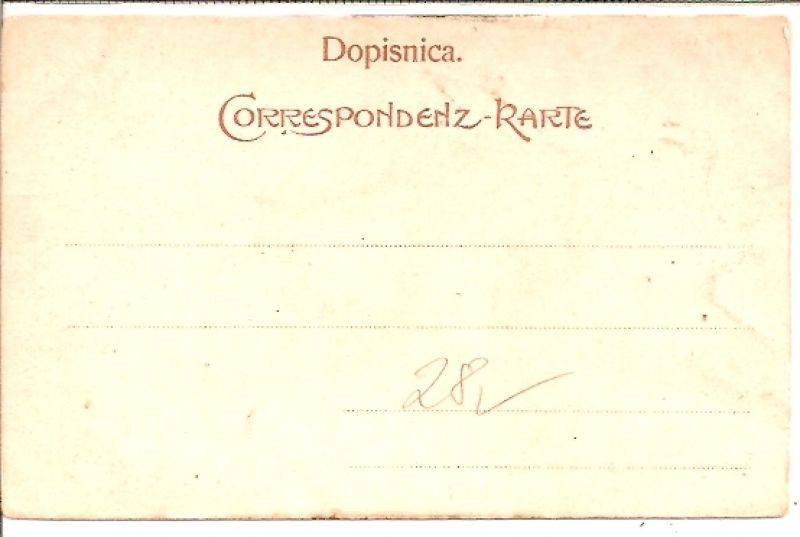 Dopisnica.
CORRESPONDENZ-KARTE
28,